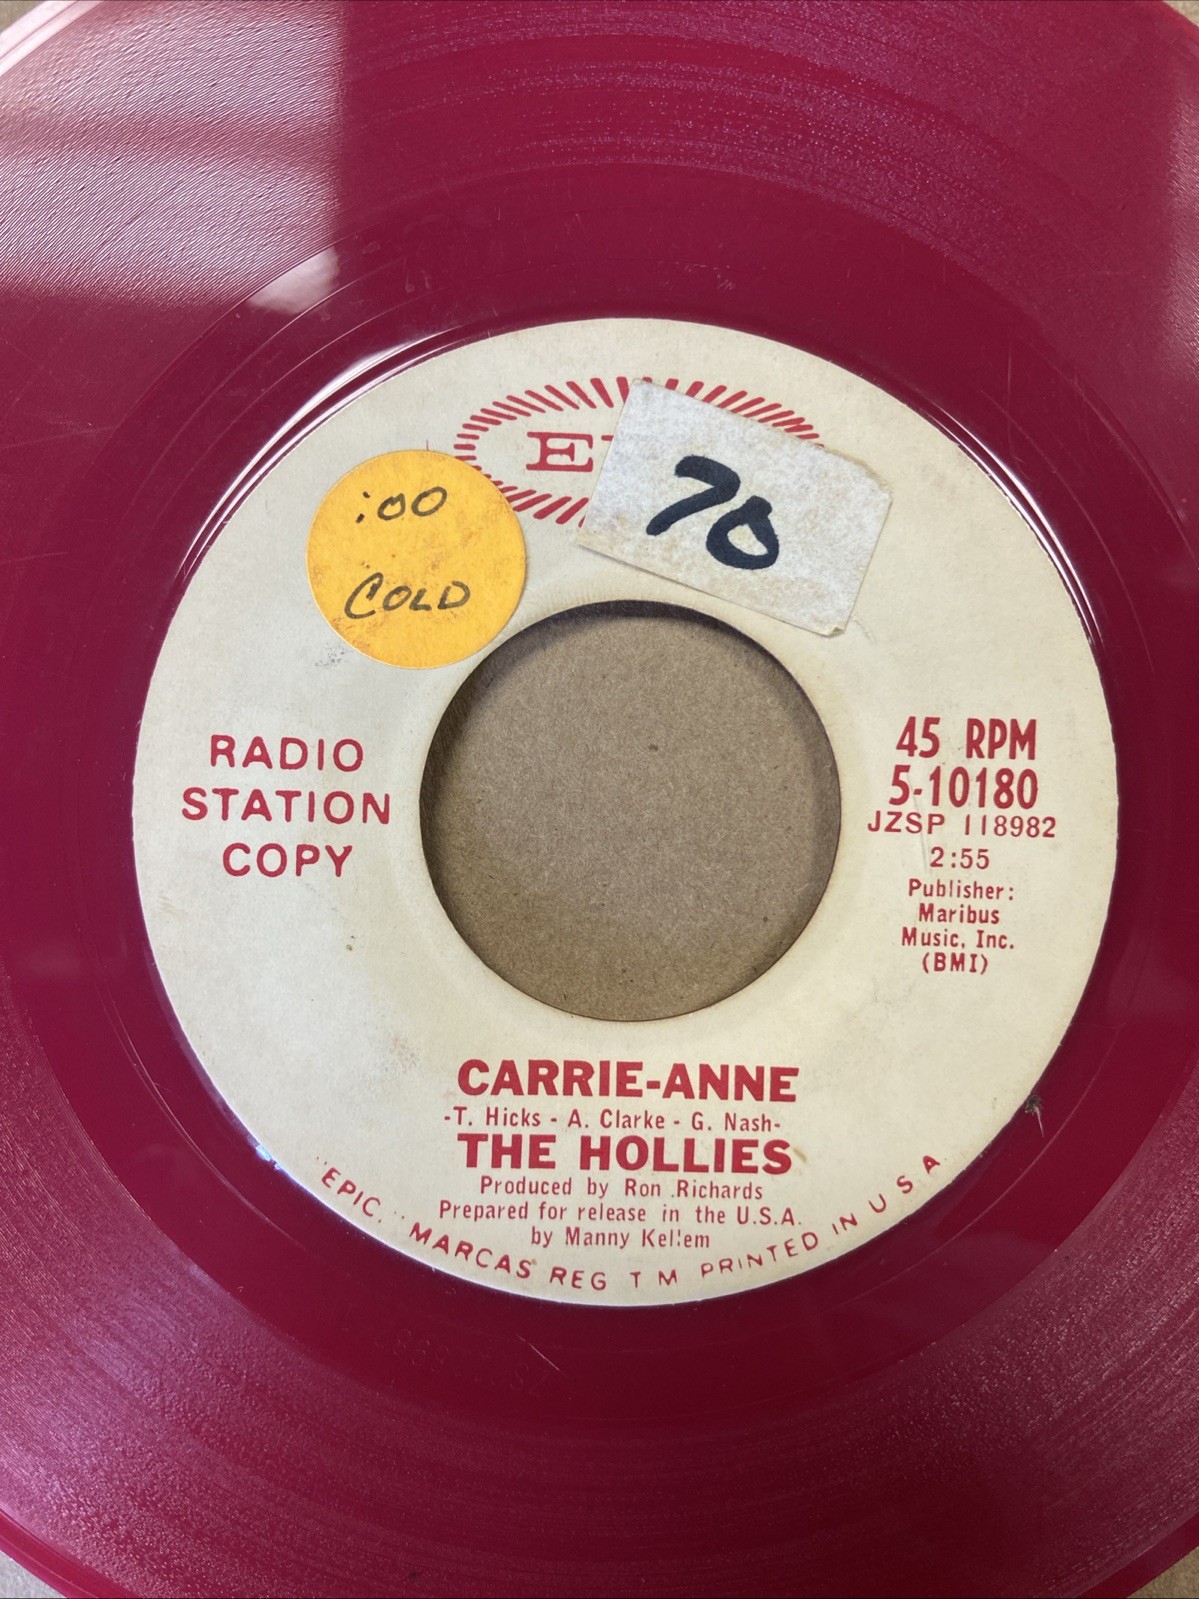 70
:00
COLD
RADIO
STATION
COPY
45 RPM
5-10180
JZSP 118982
2:55
Publisher:
Maribus
Music, Inc.
(BMI)
CARRIE-ANNE
-T. Hicks - A. Clarke - G. Nash-
THE HOLLIES
Produced by Ron Richards
Prepared for release in the U.S.A.
by Manny Kellem
"EPIC," MARCAS REG T M PRINTED IN U S A